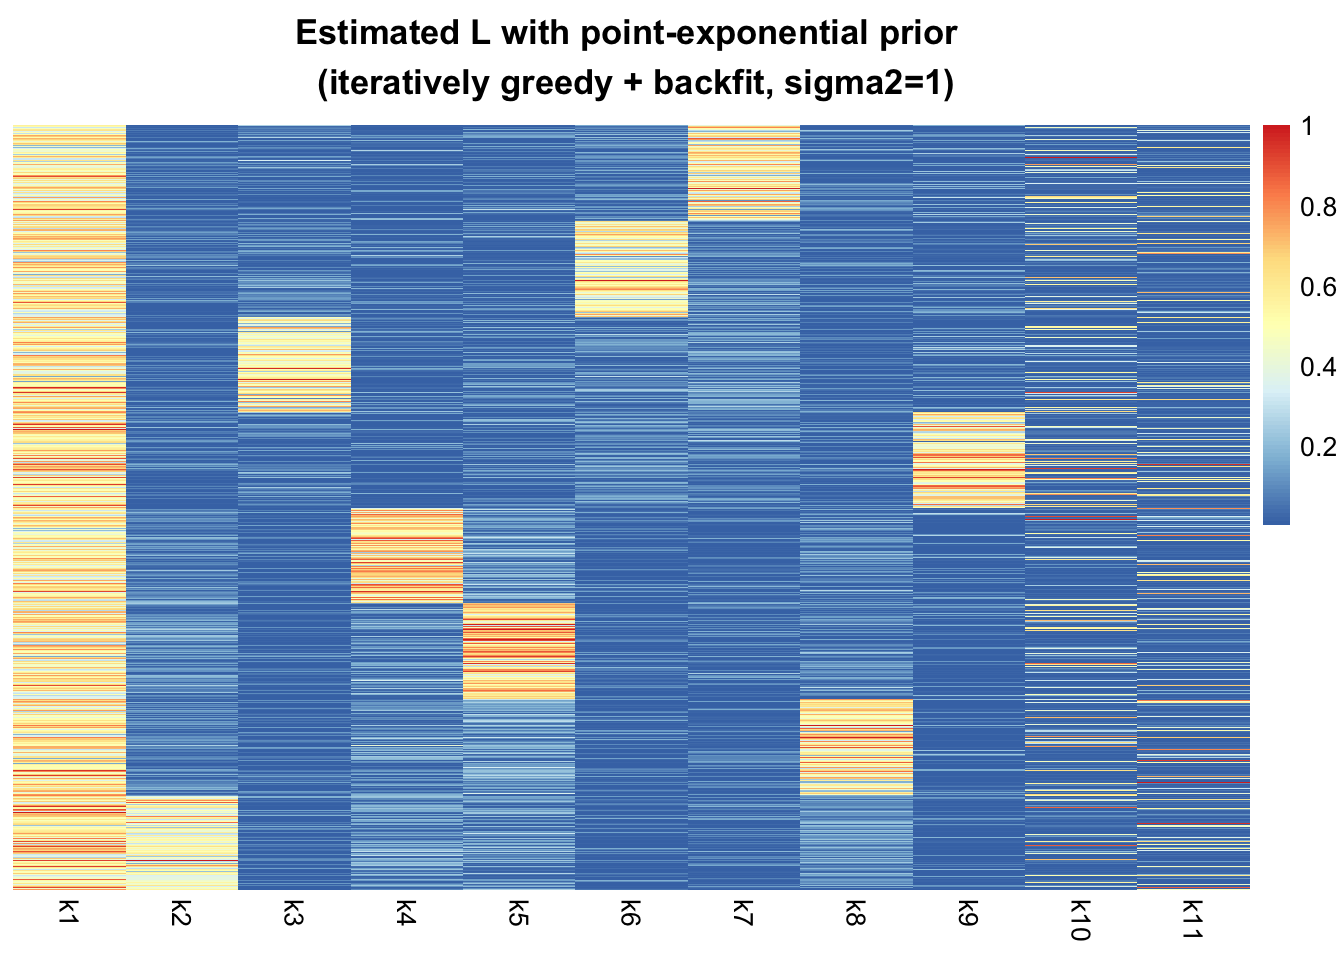 Estimated L with point-exponential prior
(iteratively greedy + backfit, sigma2=1)
1
0.8
0.6
0.4
0.2
k1
k2
k3
k4
k5
k6
k7
k8
k9
k10
k11